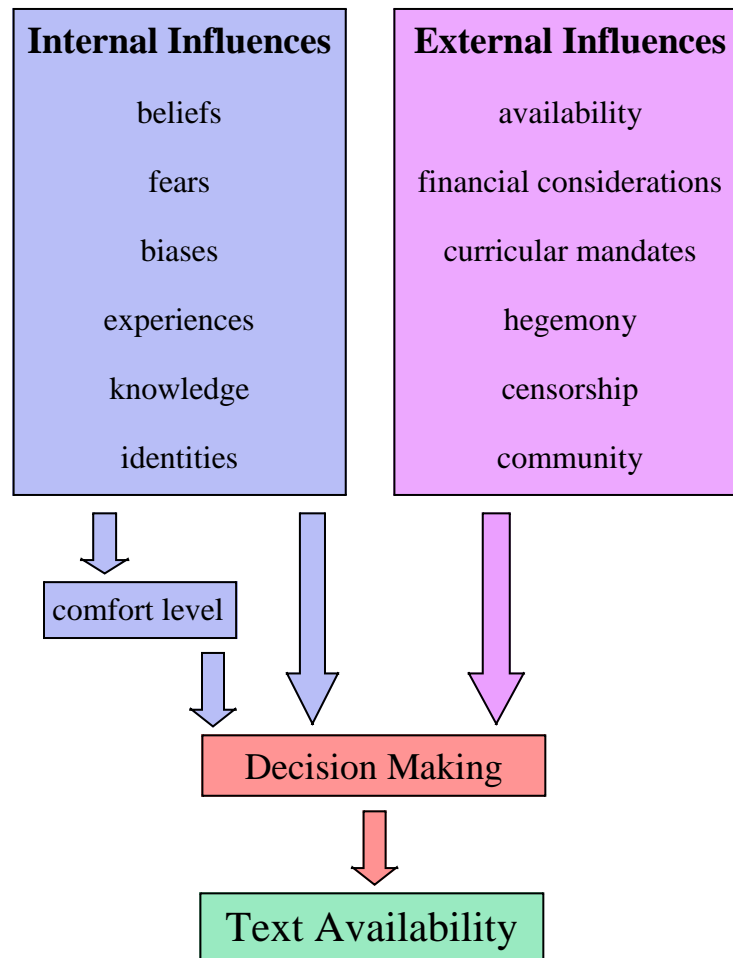 Internal Influences
beliefs
fears
biases
experiences
knowledge
identities
External Influences
availability
financial considerations
curricular mandates
hegemony
censorship
community
comfort level
Decision Making
Text Availability